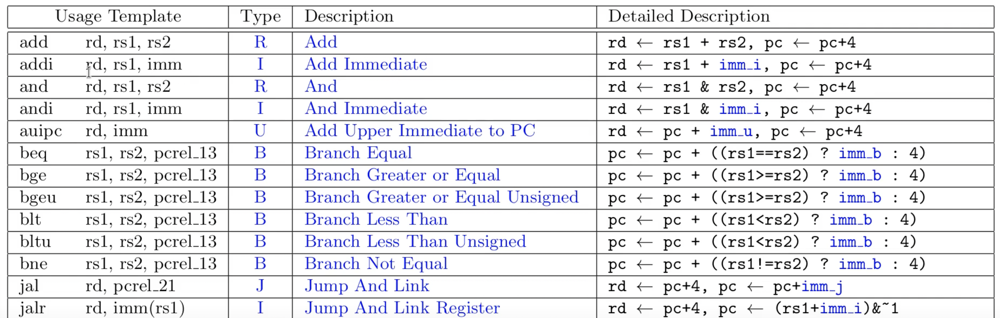 Usage Template Type Description Detailed Description
add rd, rs1, rs2 R Add rd ← rs1 + rs2, pc ← pc+4
addi rd, rs1, imm I Add Immediate rd ← rs1 + imm_i, pc ← pc+4
and rd, rs1, rs2 R And rd ← rs1 & rs2, pc ← pc+4
andi rd, rs1, imm I And Immediate rd ← rs1 & imm_i, pc ← pc+4
auipc rd, imm U Add Upper Immediate to PC rd ← pc + imm_u, pc ← pc+4
beq rs1, rs2, pcrel_13 B Branch Equal pc ← pc + ((rs1==rs2) ? imm_b : 4)
bge rs1, rs2, pcrel_13 B Branch Greater or Equal pc ← pc + ((rs1>=rs2) ? imm_b : 4)
bgeu rs1, rs2, pcrel_13 B Branch Greater or Equal Unsigned pc ← pc + ((rs1>=rs2) ? imm_b : 4)
blt rs1, rs2, pcrel_13 B Branch Less Than pc ← pc + ((rs1<rs2) ? imm_b : 4)
bltu rs1, rs2, pcrel_13 B Branch Less Than Unsigned pc ← pc + ((rs1<rs2) ? imm_b : 4)
bne rs1, rs2, pcrel_13 B Branch Not Equal pc ← pc + ((rs1!=rs2) ? imm_b : 4)
jal rd, pcrel_21 J Jump And Link rd ← pc+4, pc ← pc+imm_j
jalr rd, imm(rs1) I Jump And Link Register rd ← pc+4, pc ← (rs1+imm_i)&~1